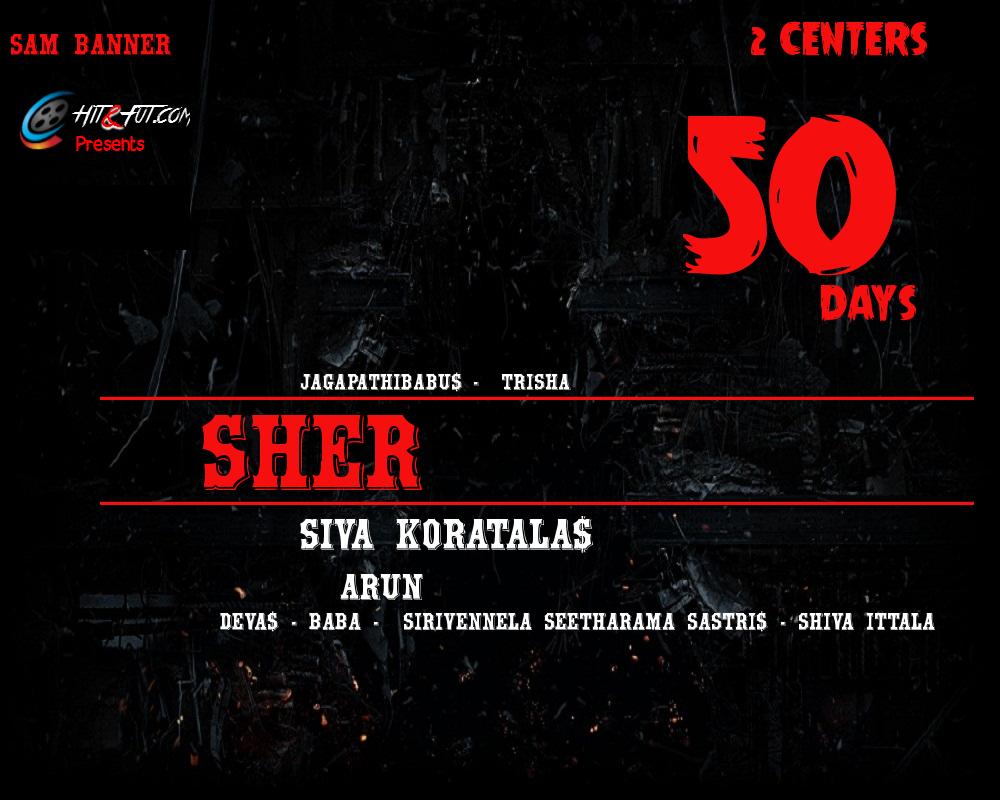 SAM BANNER
2 CENTERS
HIT&FUT.COM
Presents
50
DAYS
JAGAPATHIBABU$ - TRISHA
SHER
SIVA KORATALA$
ARUN
DEVA$ - BABA - SIRIVENNELA SEETHARAMA SASTRI$ - SHIVA ITTALA